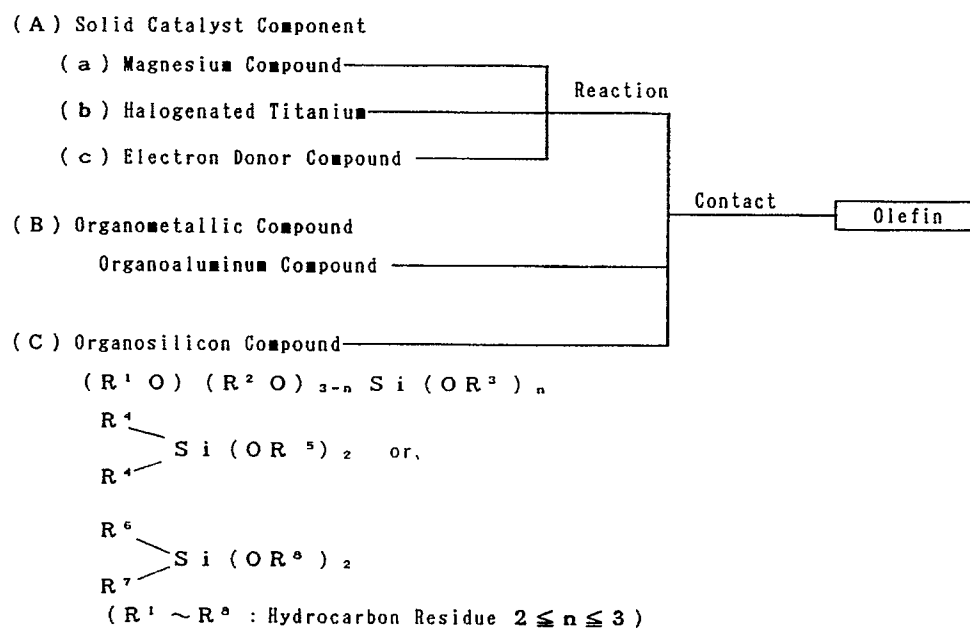 (A) Solid Catalyst Component
(a) Magnesium Compound
Reaction
(b) Halogenated Titanium
(c) Electron Donor Compound
Contact
Olefin
(B) Organometallic Compound
Organoaluminum Compound
(C) Organosilicon Compound
(R¹ O) (R² O)₃₋ₙ Si (OR³)ₙ
R⁴
Si (OR⁵)₂ or,
R⁴
R⁶
Si (OR⁸)₂
R⁷
(R¹ ~ R⁸ : Hydrocarbon Residue 2 ≦ n ≦ 3)